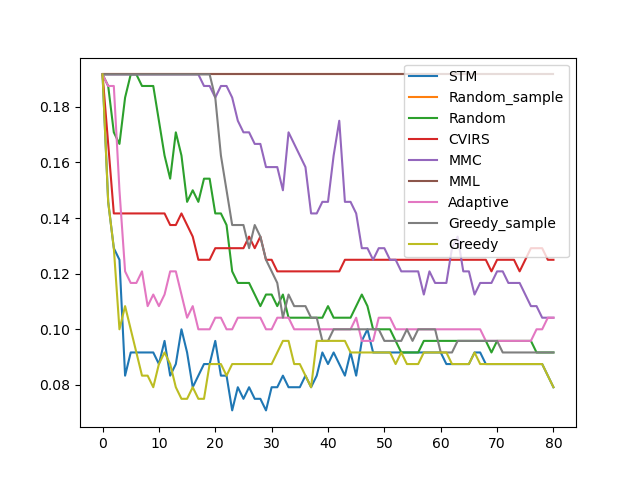 0.18
0.16
0.14
0.12
0.10
0.08
0
10
20
30
40
50
60
70
80
STM
Random_sample
Random
CVIRS
MMC
MML
Adaptive
Greedy_sample
Greedy